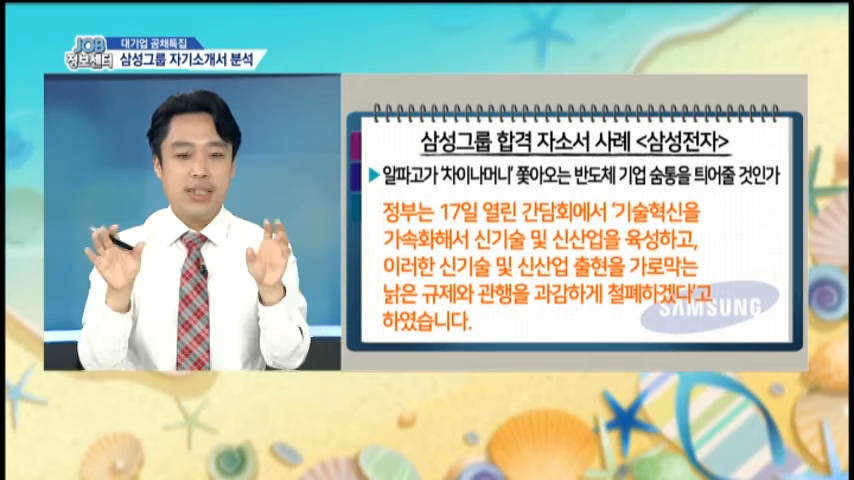 JOB
정보센터
대기업 공채특집
삼성그룹 자기소개서 분석
삼성그룹 합격 자소서 사례 <삼성전자>
▶알파고가 '차이나머니' 쫓아오는 반도체 기업 숨통을 틔어줄 것인가
정부는 17일 열린 간담회에서 '기술혁신을
가속화해서 신기술 및 신산업을 육성하고,
이러한 신기술 및 신산업 출현을 가로막는
낡은 규제와 관행을 과감하게 철폐하겠다'고
하였습니다.
SAMSUNG